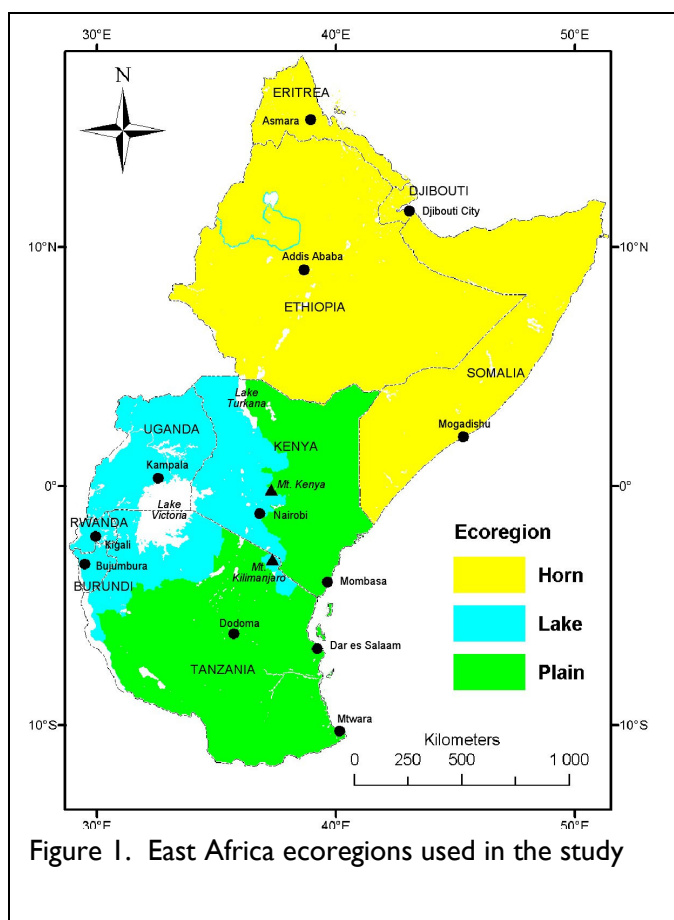 30°E 40°E 50°E
N
ERITREA
Asmara
DJIBOUTI
Djibouti City
10°N 10°N
Addis Ababa
ETHIOPIA
SOMALIA
Lake
Turkana
UGANDA
KENYA
Mogadishu
Kampala
Mt. Kenya
0° 0°
Lake
Victoria
Nairobi
RWANDA
Kigali
Bujumbura
BURUNDI
Mt.
Kilimanjaro
Mombasa
Dodoma
Dar es Salaam
TANZANIA
Mtwara
10°S 10°S
Ecoregion
Horn
Lake
Plain
Kilometers
0 250 500 1 000
30°E 40°E 50°E
Figure 1. East Africa ecoregions used in the study